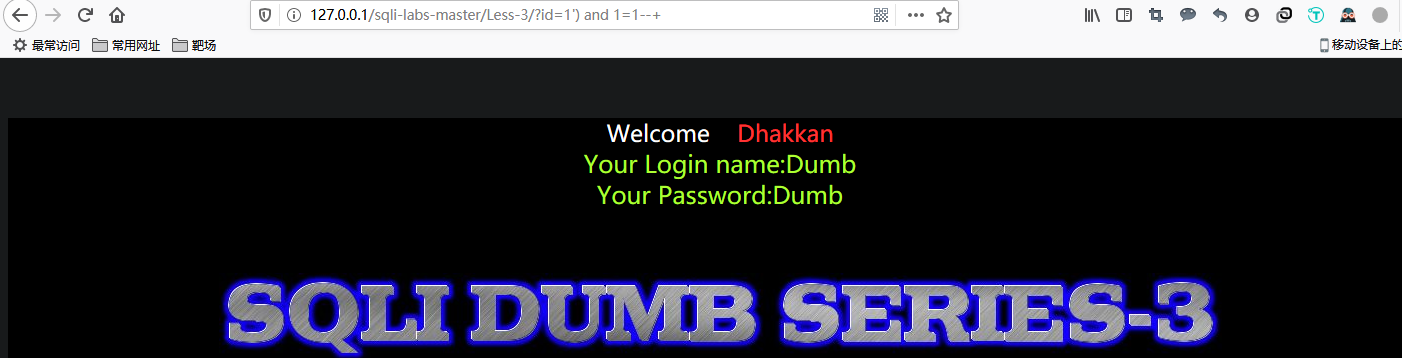 127.0.0.1/sqli-labs-master/Less-3/?id=1') and 1=1--+
最常访问 常用网址 靶场 移动设备上的
Welcome Dhakkan
Your Login name:Dumb
Your Password:Dumb
SQLI DUMB SERIES-3